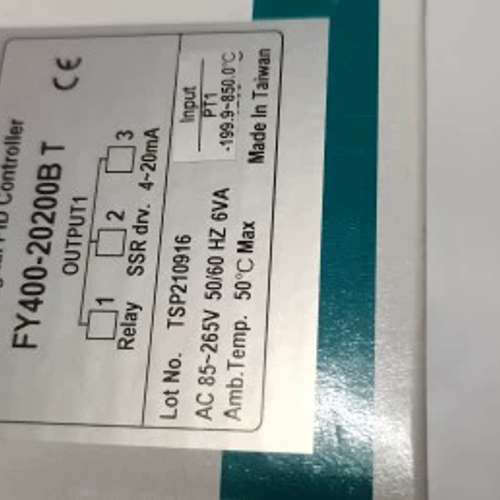 PID Controller
FY400-20200B T
CE
OUTPUT1
1 2 3
Relay SSR drv. 4~20mA
Lot No. TSP210916
Input
PT1
-199.9~850.0°C
AC 85~265V 50/60 HZ 6VA
Amb.Temp. 50°C Max
Made In Taiwan